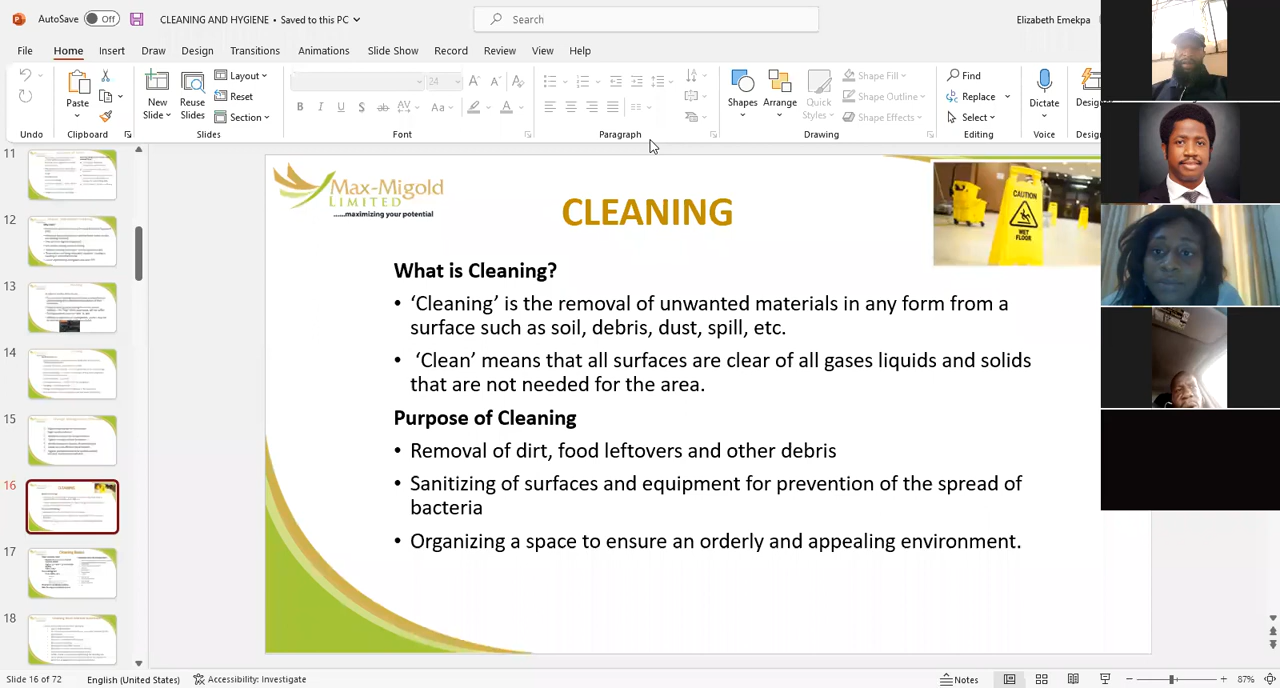 AutoSave Off CLEANING AND HYGIENE • Saved to this PC Search Elizabeth Emekpa
File Home Insert Draw Design Transitions Animations Slide Show Record Review View Help
Layout Reset Section
Paste New Slide Reuse Slides
24
Shapes Arrange Quick Styles
Shape Fill Shape Outline Shape Effects
Find Replace Select
Dictate
Undo Clipboard Slides Font Paragraph Drawing Editing Voice
11
12
13
14
15
16
17
18
Max-Migold
LIMITED
......maximizing your potential
CAUTION
WET FLOOR
CLEANING
What is Cleaning?
• ‘Cleaning’ is the removal of unwanted materials in any form from a
surface such as soil, debris, dust, spill, etc.
• ‘Clean’ mean that all surfaces are clear of all gases liquids and solids
that are not needed for the area.
Purpose of Cleaning
• Removal of dirt, food leftovers and other debris
• Sanitizing of surfaces and equipment for prevention of the spread of
bacteria
• Organizing a space to ensure an orderly and appealing environment.
Slide 16 of 72 English (United States) Accessibility: Investigate Notes 87%